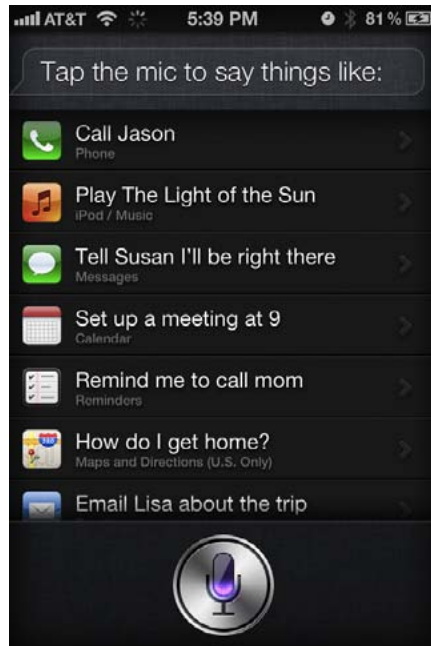 AT&T 5:39 PM 81%
Tap the mic to say things like:
Call Jason
Phone
Play The Light of the Sun
iPod / Music
Tell Susan I'll be right there
Messages
Set up a meeting at 9
Calendar
Remind me to call mom
Reminders
How do I get home?
Maps and Directions (U.S. Only)
Email Lisa about the trip